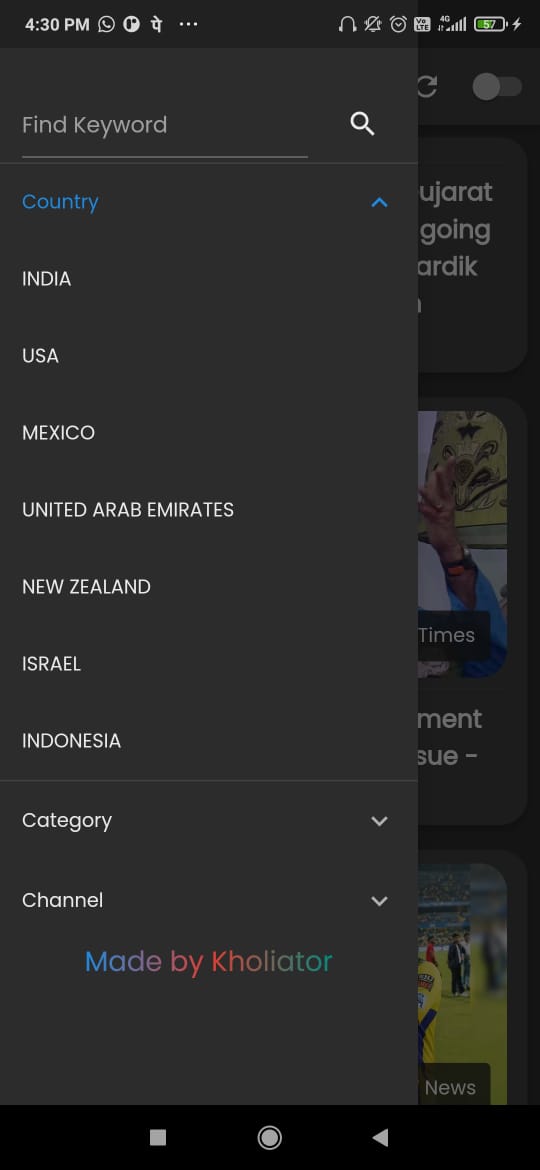 4:30 PM पे
Vo LTE 4G 57
Find Keyword
Country
INDIA
USA
MEXICO
UNITED ARAB EMIRATES
NEW ZEALAND
ISRAEL
INDONESIA
Category
Channel
Made by Kholiator
ujarat
going
ardik
Times
ment
sue -
News